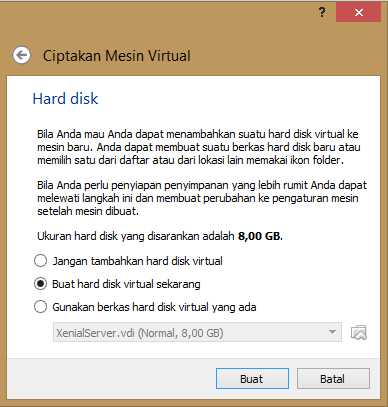 ?
Ciptakan Mesin Virtual
Hard disk
Bila Anda mau Anda dapat menambahkan suatu hard disk virtual ke
mesin baru. Anda dapat membuat suatu berkas hard disk baru atau
memilih satu dari daftar atau dari lokasi lain memakai ikon folder.
Bila Anda perlu penyiapan penyimpanan yang lebih rumit Anda dapat
melewati langkah ini dan membuat perubahan ke pengaturan mesin
setelah mesin dibuat.
Ukuran hard disk yang disarankan adalah 8,00 GB.
Jangan tambahkan hard disk virtual
Buat hard disk virtual sekarang
Gunakan berkas hard disk virtual yang ada
XenialServer.vdi (Normal, 8,00 GB)
Buat Batal